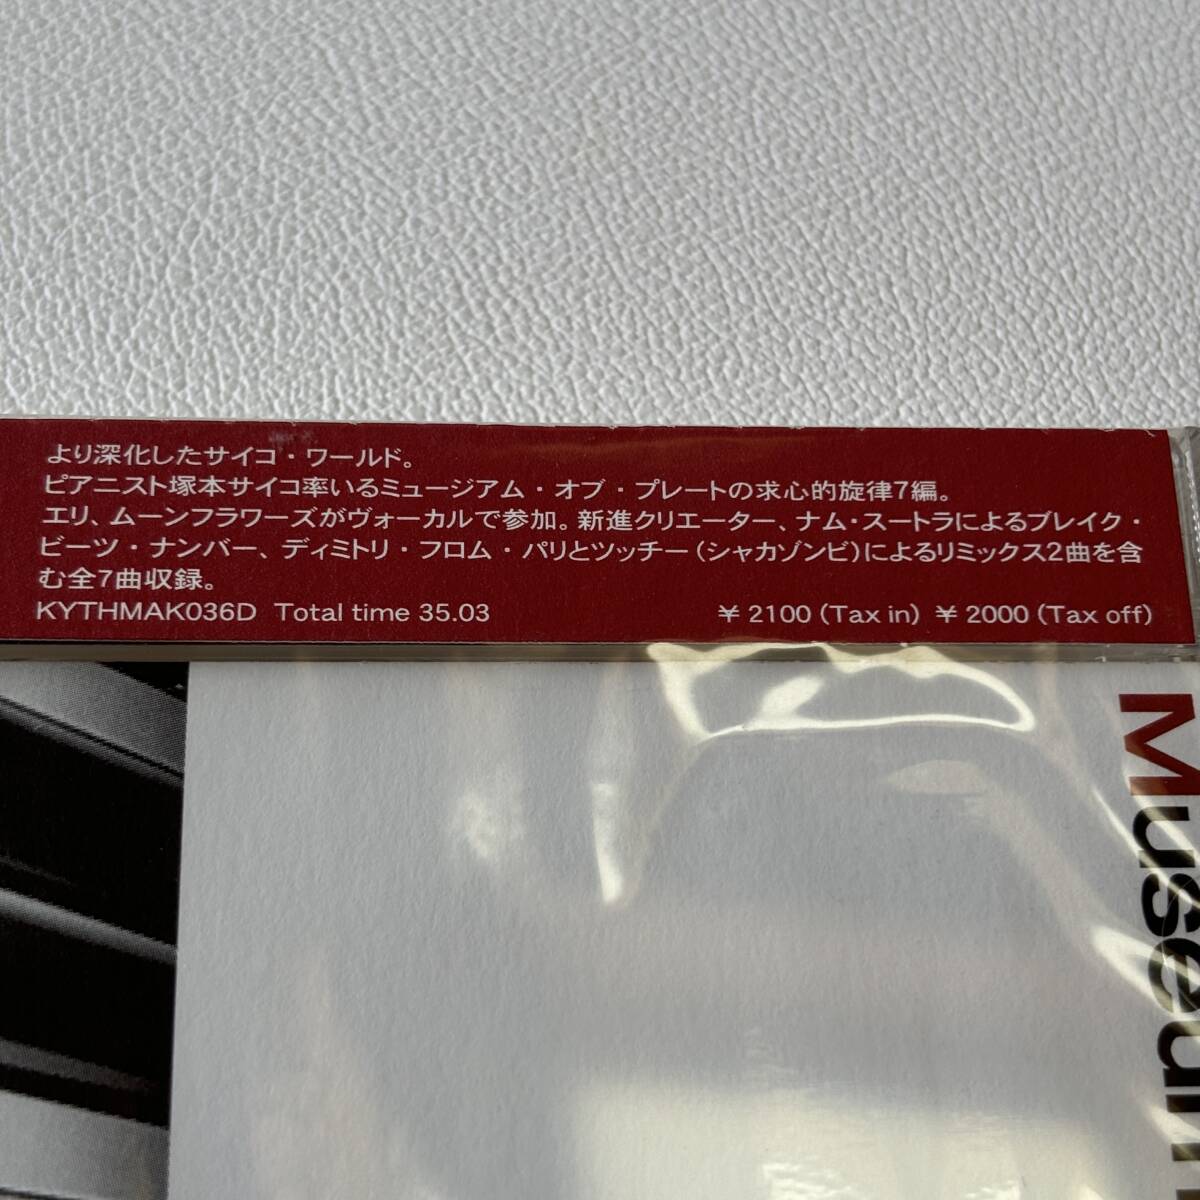 より深化したサイコ・ワールド。
ピアニスト塚本サイコ率いるミュージアム・オブ・プレートの求心的旋律7編。
エリ、ムーンフラワーズがヴォーカルで参加。新進クリエーター、ナム・スートラによるブレイク・
ビーツ・ナンバー、ディミトリ・フロム・パリとツッチー(シャカゾンビ)によるリミックス2曲を含
む全7曲収録。
KYTHMAK036D Total time 35.03 ￥2100 (Tax in) ￥2000 (Tax off)
Museum